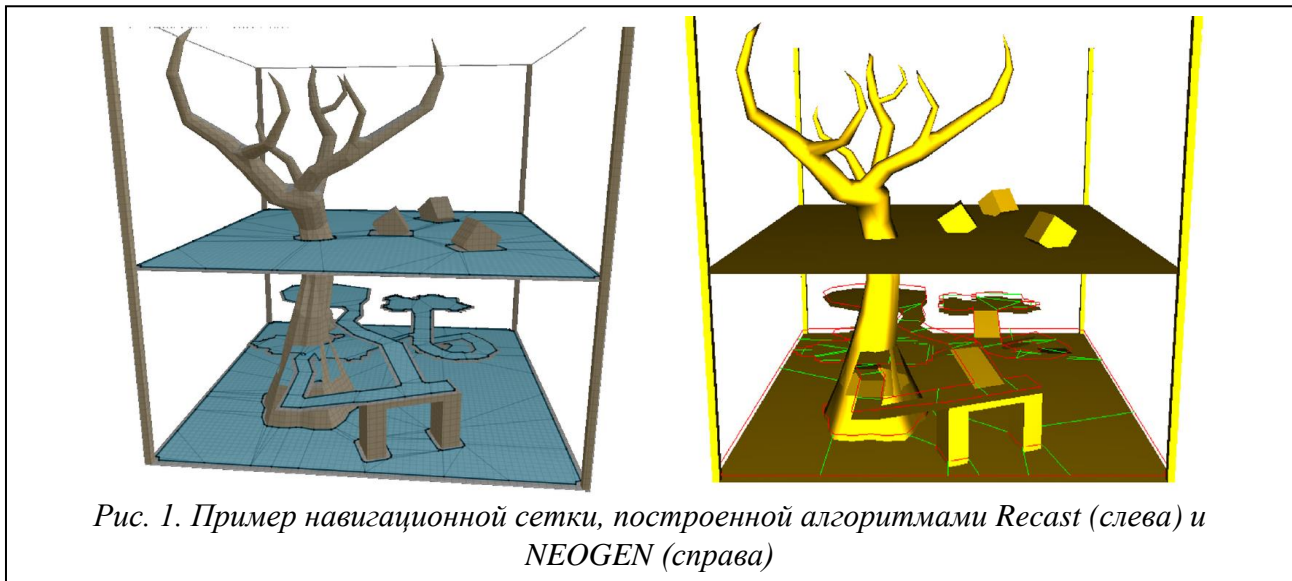 Рис. 1. Пример навигационной сетки, построенной алгоритмами Recast (слева) и
NEOGEN (справа)